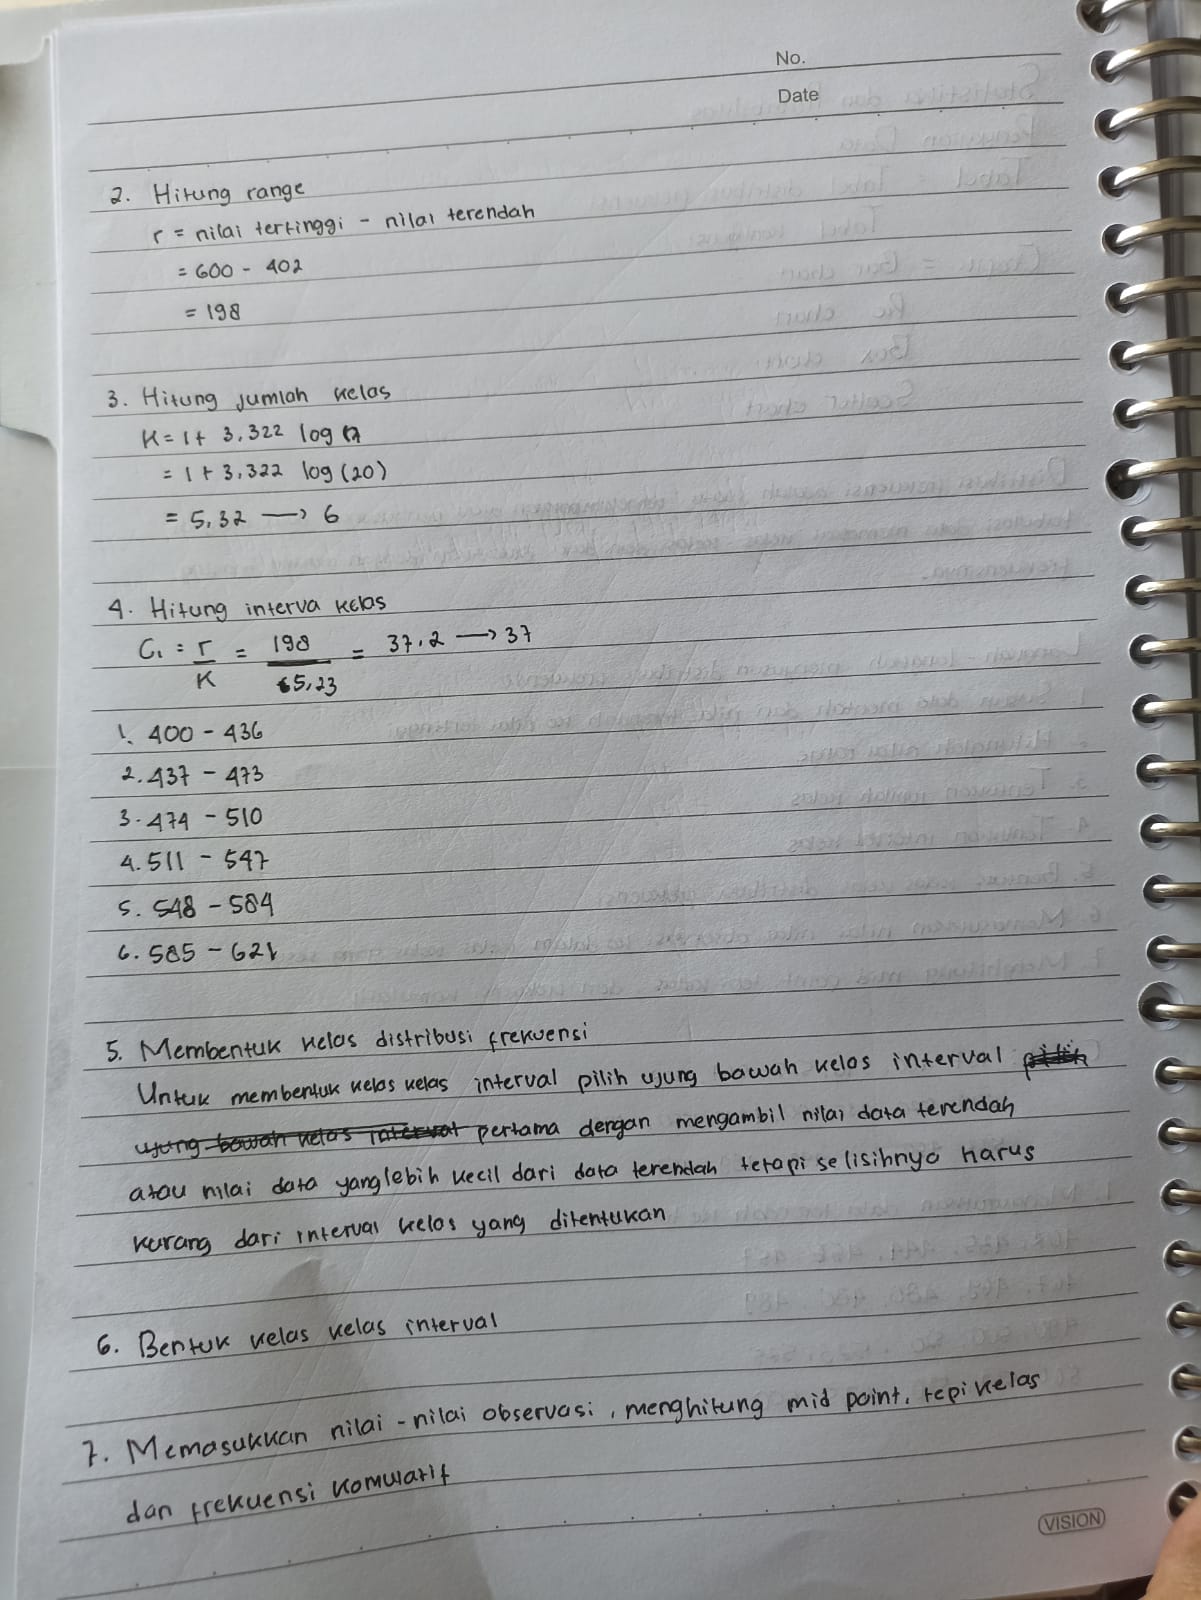 No.
Date
2. Hitung range
r = nilai tertinggi - nilai terendah
= 600 - 402
= 198
3. Hitung jumlah kelas
K = 1 + 3,322 log n
= 1 + 3,322 log (20)
= 5,32 → 6
4. Hitung interva kelas
C₁ = r/K = 198/5,23 = 37.2 → 37
1. 400 - 436
2. 437 - 473
3. 474 - 510
4. 511 - 547
5. 548 - 584
6. 585 - 621
5. Membentuk kelas distribusi frekuensi
Untuk membentuk kelas kelas interval pilih ujung bawah kelas interval pilih
ujung bawah kelas interval pertama dengan mengambil nilai data terendah
atau nilai data yang lebih kecil dari data terendah tetapi selisihnya harus
kurang dari interval kelas yang ditentukan
6. Bentuk kelas kelas interval
7. Memasukkan nilai - nilai observasi, menghitung mid point, tepi kelas
dan frekuensi komulatif
VISION